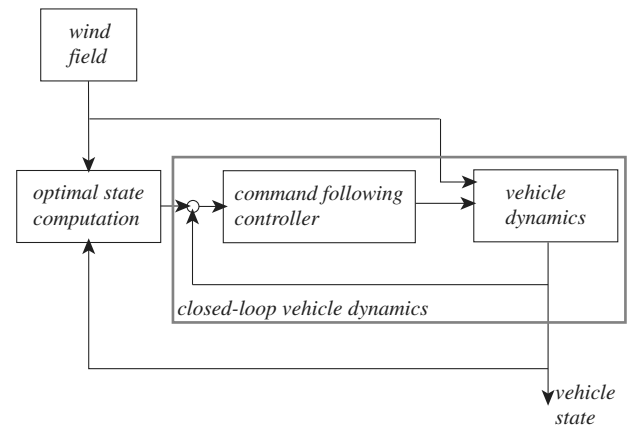 wind
field
optimal state
computation
command following
controller
vehicle
dynamics
closed-loop vehicle dynamics
vehicle
state